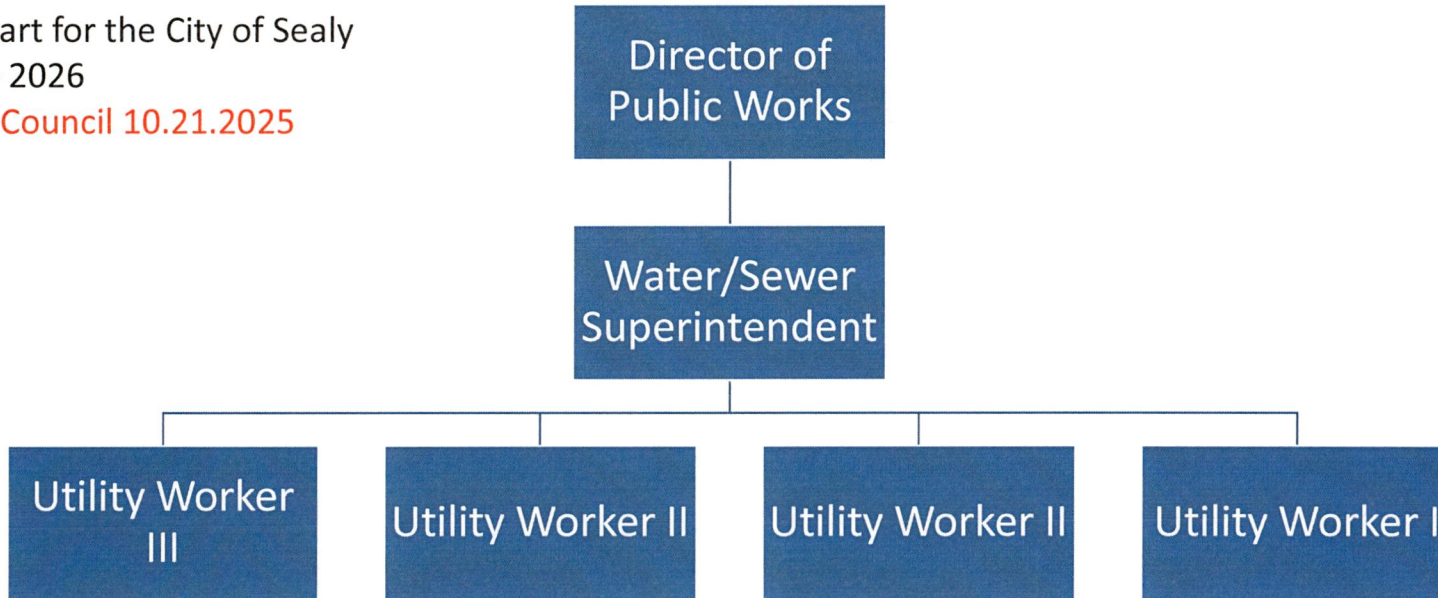 art for the City of Sealy
2026
Council 10.21.2025
Director of
Public Works
Water/Sewer
Superintendent
Utility Worker
III
Utility Worker II
Utility Worker II
Utility Worker I